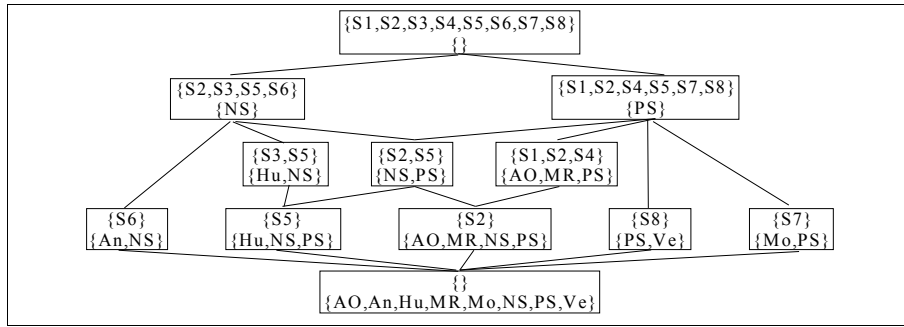 {S1,S2,S3,S4,S5,S6,S7,S8}
{}
{S2,S3,S5,S6}
{NS}
{S1,S2,S4,S5,S7,S8}
{PS}
{S3,S5}
{Hu,NS}
{S2,S5}
{NS,PS}
{S1,S2,S4}
{AO,MR,PS}
{S6}
{An,NS}
{S5}
{Hu,NS,PS}
{S2}
{AO,MR,NS,PS}
{S8}
{PS,Ve}
{S7}
{Mo,PS}
{}
{AO,An,Hu,MR,Mo,NS,PS,Ve}